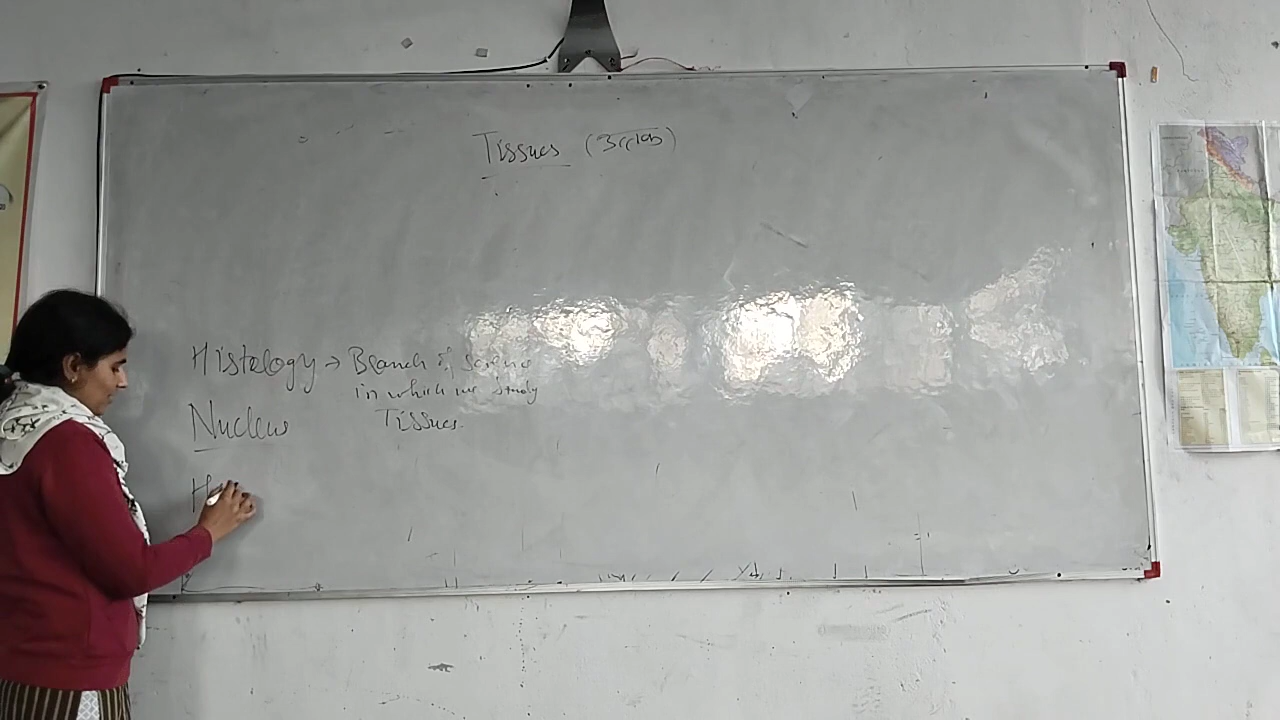 Tissues (ऊतक)
Histology → Branch of science
in which we study
Tissues.
Nucleus
H